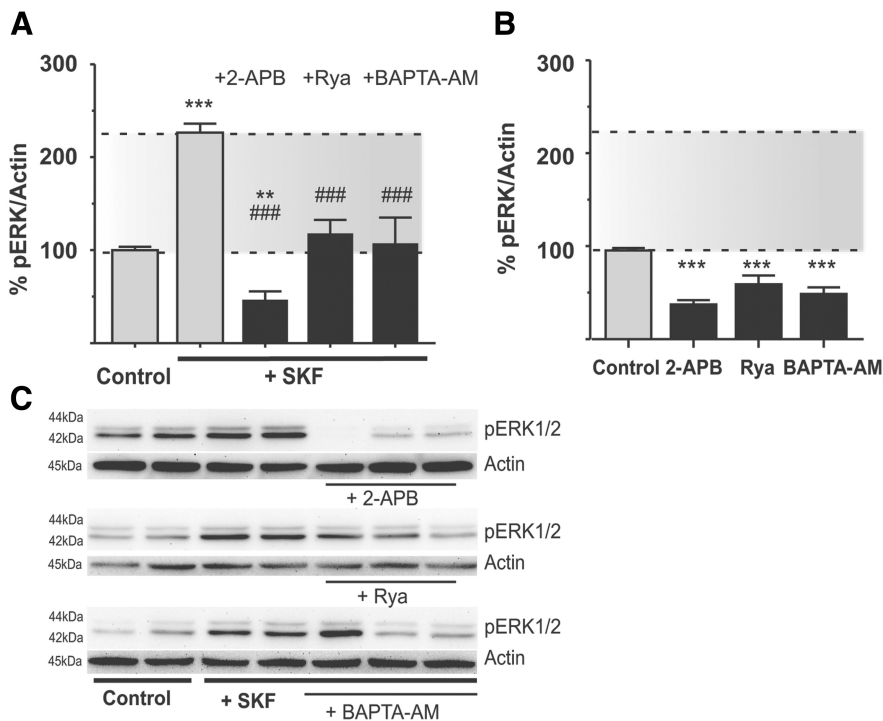 A
B
% pERK/Actin
300
200
100
+2-APB +Rya +BAPTA-AM
***
**
###
###
###
Control
+ SKF
% pERK/Actin
300
200
100
0
***
***
***
Control 2-APB Rya BAPTA-AM
C
44kDa
42kDa
pERK1/2
45kDa
Actin
+ 2-APB
44kDa
42kDa
pERK1/2
45kDa
Actin
+ Rya
44kDa
42kDa
pERK1/2
45kDa
Actin
Control
+ SKF
+ BAPTA-AM